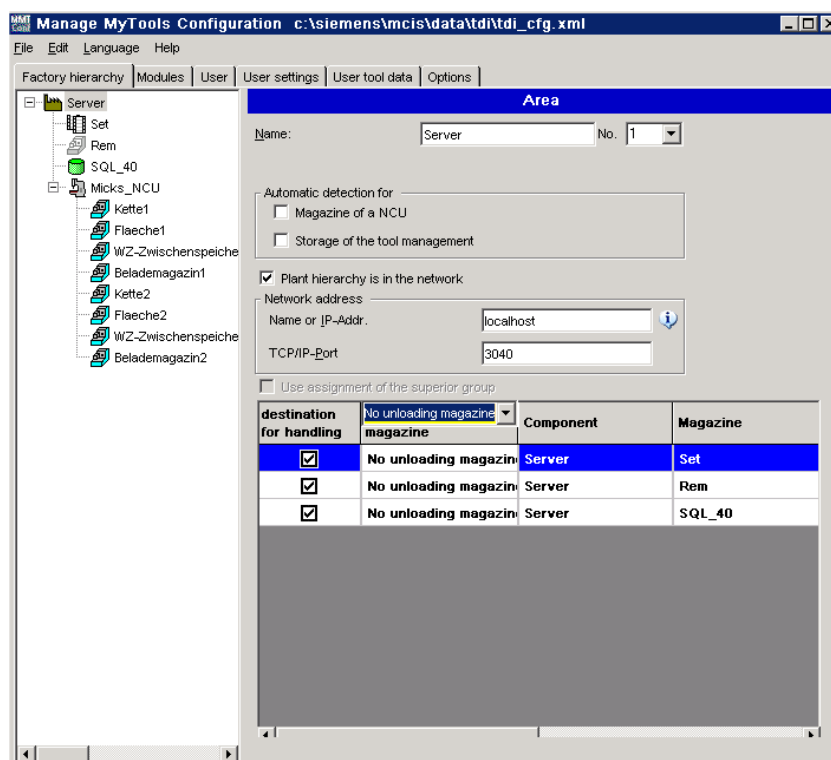 MMT Conf Manage MyTools Configuration c:\siemens\mcis\data\tdi\tdi_cfg.xml
File Edit Language Help
Factory hierarchy Modules User User settings User tool data Options
Server
Set
Rem
SQL_40
Micks_NCU
Kette1
Flaeche1
WZ-Zwischenspeiche
Belademagazin1
Kette2
Flaeche2
WZ-Zwischenspeiche
Belademagazin2
Area
Name: Server No. 1
Automatic detection for
Magazine of a NCU
Storage of the tool management
Plant hierarchy is in the network
Network address
Name or IP-Addr. localhost
TCP/IP-Port 3040
Use assignment of the superior group
destination for handling No unloading magazine magazine Component Magazine
No unloading magazin Server Set
No unloading magazin Server Rem
No unloading magazin Server SQL_40